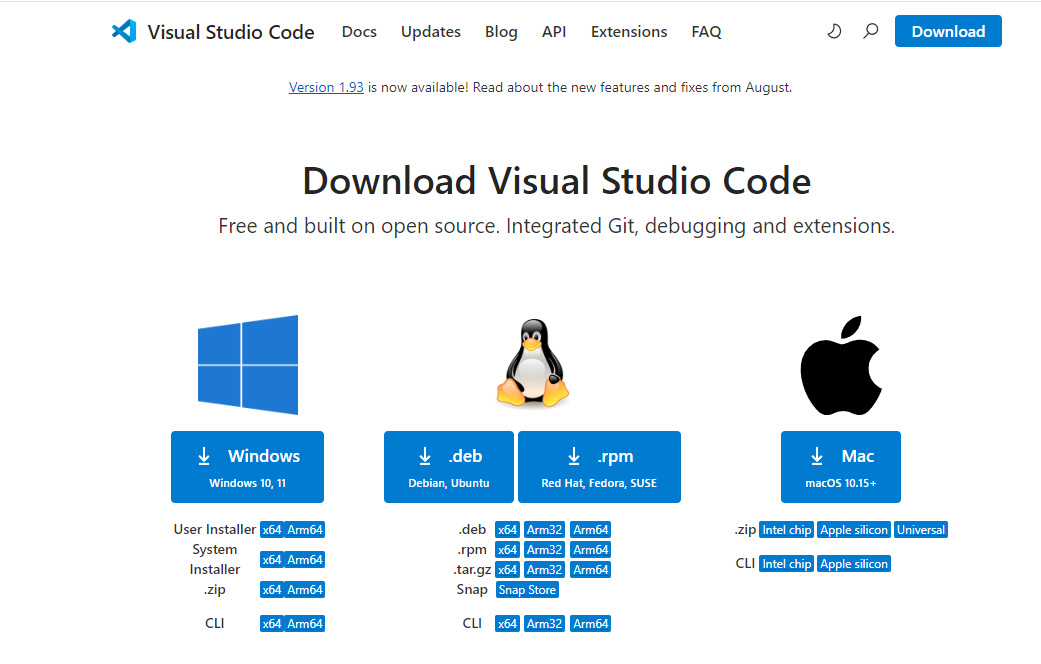 Visual Studio Code Docs Updates Blog API Extensions FAQ Download
Version 1.93 is now available! Read about the new features and fixes from August.
Download Visual Studio Code
Free and built on open source. Integrated Git, debugging and extensions.
Windows
Windows 10, 11
User Installer x64 Arm64
System
Installer x64 Arm64
.zip x64 Arm64
CLI x64 Arm64
.deb
Debian, Ubuntu
.rpm
Red Hat, Fedora, SUSE
.deb x64 Arm32 Arm64
.rpm x64 Arm32 Arm64
.tar.gz x64 Arm32 Arm64
Snap Snap Store
CLI x64 Arm32 Arm64
Mac
macOS 10.15+
.zip Intel chip Apple silicon Universal
CLI Intel chip Apple silicon